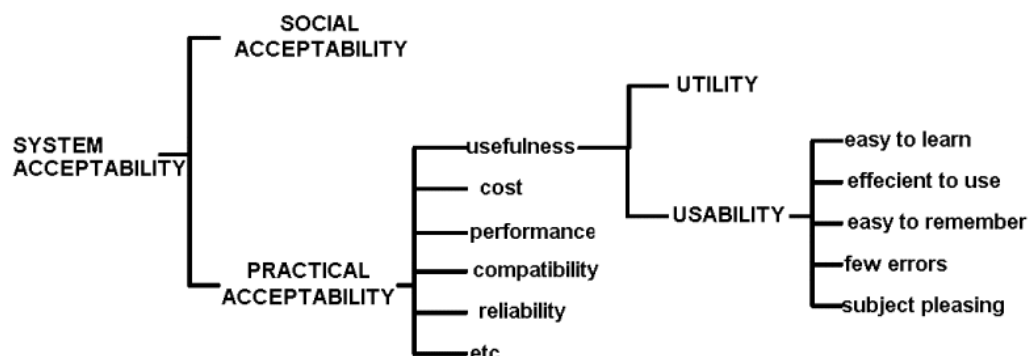 SOCIAL
ACCEPTABILITY
SYSTEM
ACCEPTABILITY
PRACTICAL
ACCEPTABILITY
usefulness
cost
performance
compatibility
reliability
etc
UTILITY
USABILITY
easy to learn
effecient to use
easy to remember
few errors
subject pleasing